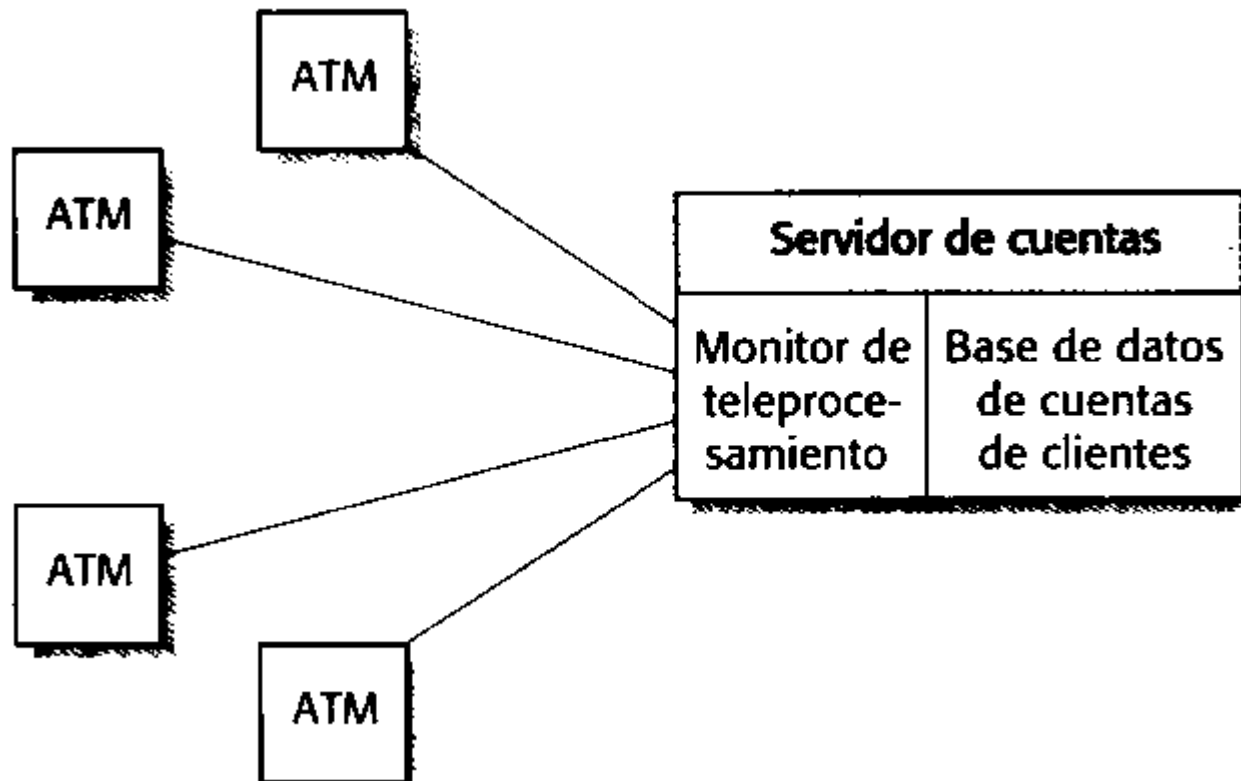 ATM
ATM
Servidor de cuentas
Monitor de
teleproce-
samiento
Base de datos
de cuentas
de clientes
ATM
ATM